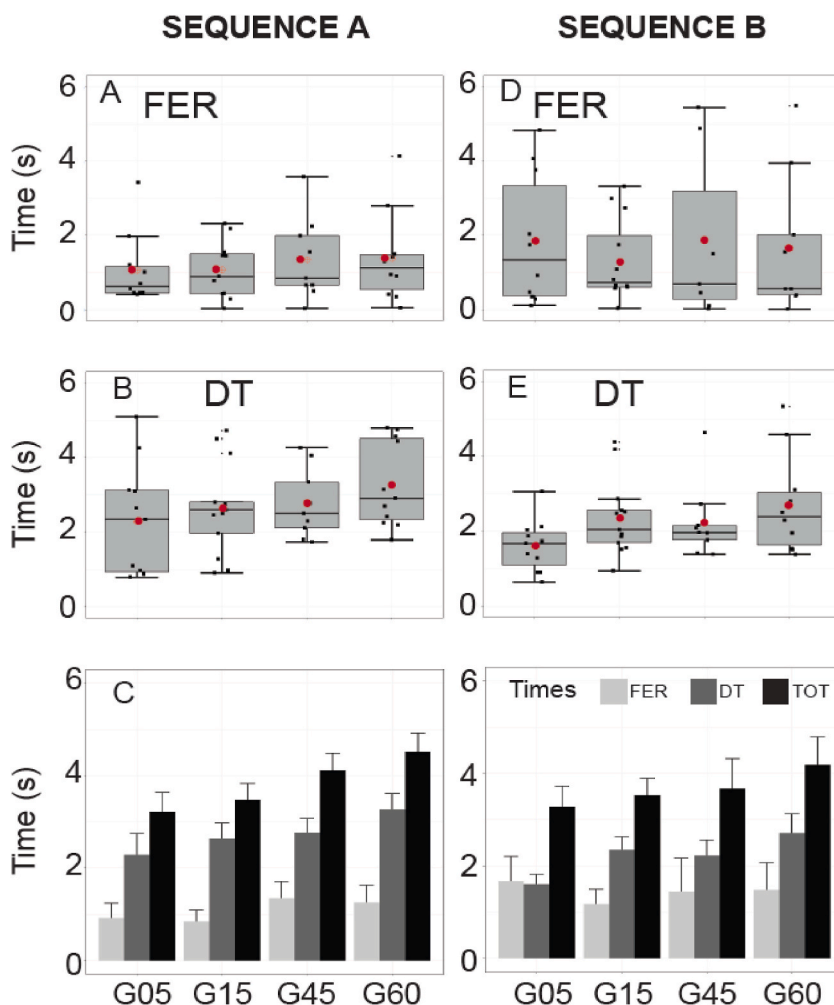 SEQUENCE A
SEQUENCE B
A
FER
D
FER
Time (s)
6
4
2
0
6
4
2
0
B
DT
E
DT
Time (s)
6
4
2
0
6
4
2
0
C
Times FER DT TOT
Time (s)
6
4
2
0
6
4
2
0
G05 G15 G45 G60
G05 G15 G45 G60